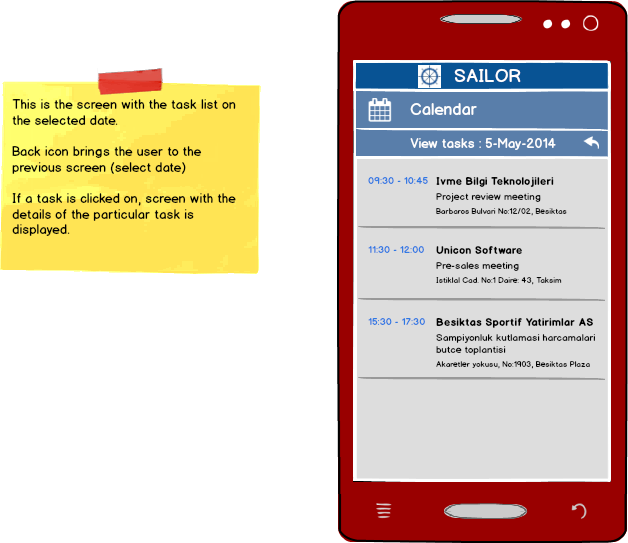 This is the screen with the task list on
the selected date.
Back icon brings the user to the
previous screen (select date)
If a task is clicked on, screen with the
details of the particular task is
displayed.
SAILOR
Calendar
View tasks : 5-May-2014
09:30 - 10:45 Ivme Bilgi Teknolojileri
Project review meeting
Barbaros Bulvari No:12/02, Besiktas
11:30 - 12:00 Unicon Software
Pre-sales meeting
Istiklal Cad. No:1 Daire: 43, Taksim
15:30 - 17:30 Besiktas Sportif Yatirimlar AS
Sampiyonluk kutlamasi harcamalari
butce toplantisi
Akaretler yokusu, No:1903, Besiktas Plaza